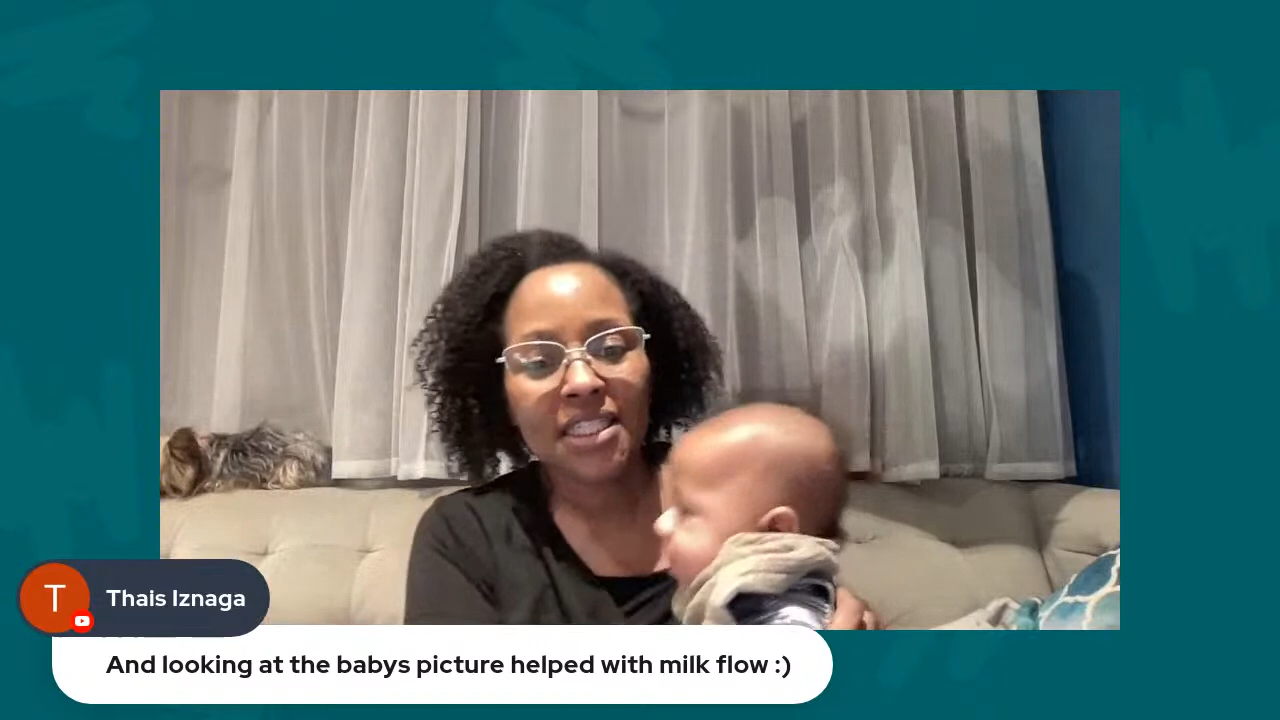 T
Thais Iznaga
And looking at the babys picture helped with milk flow :)